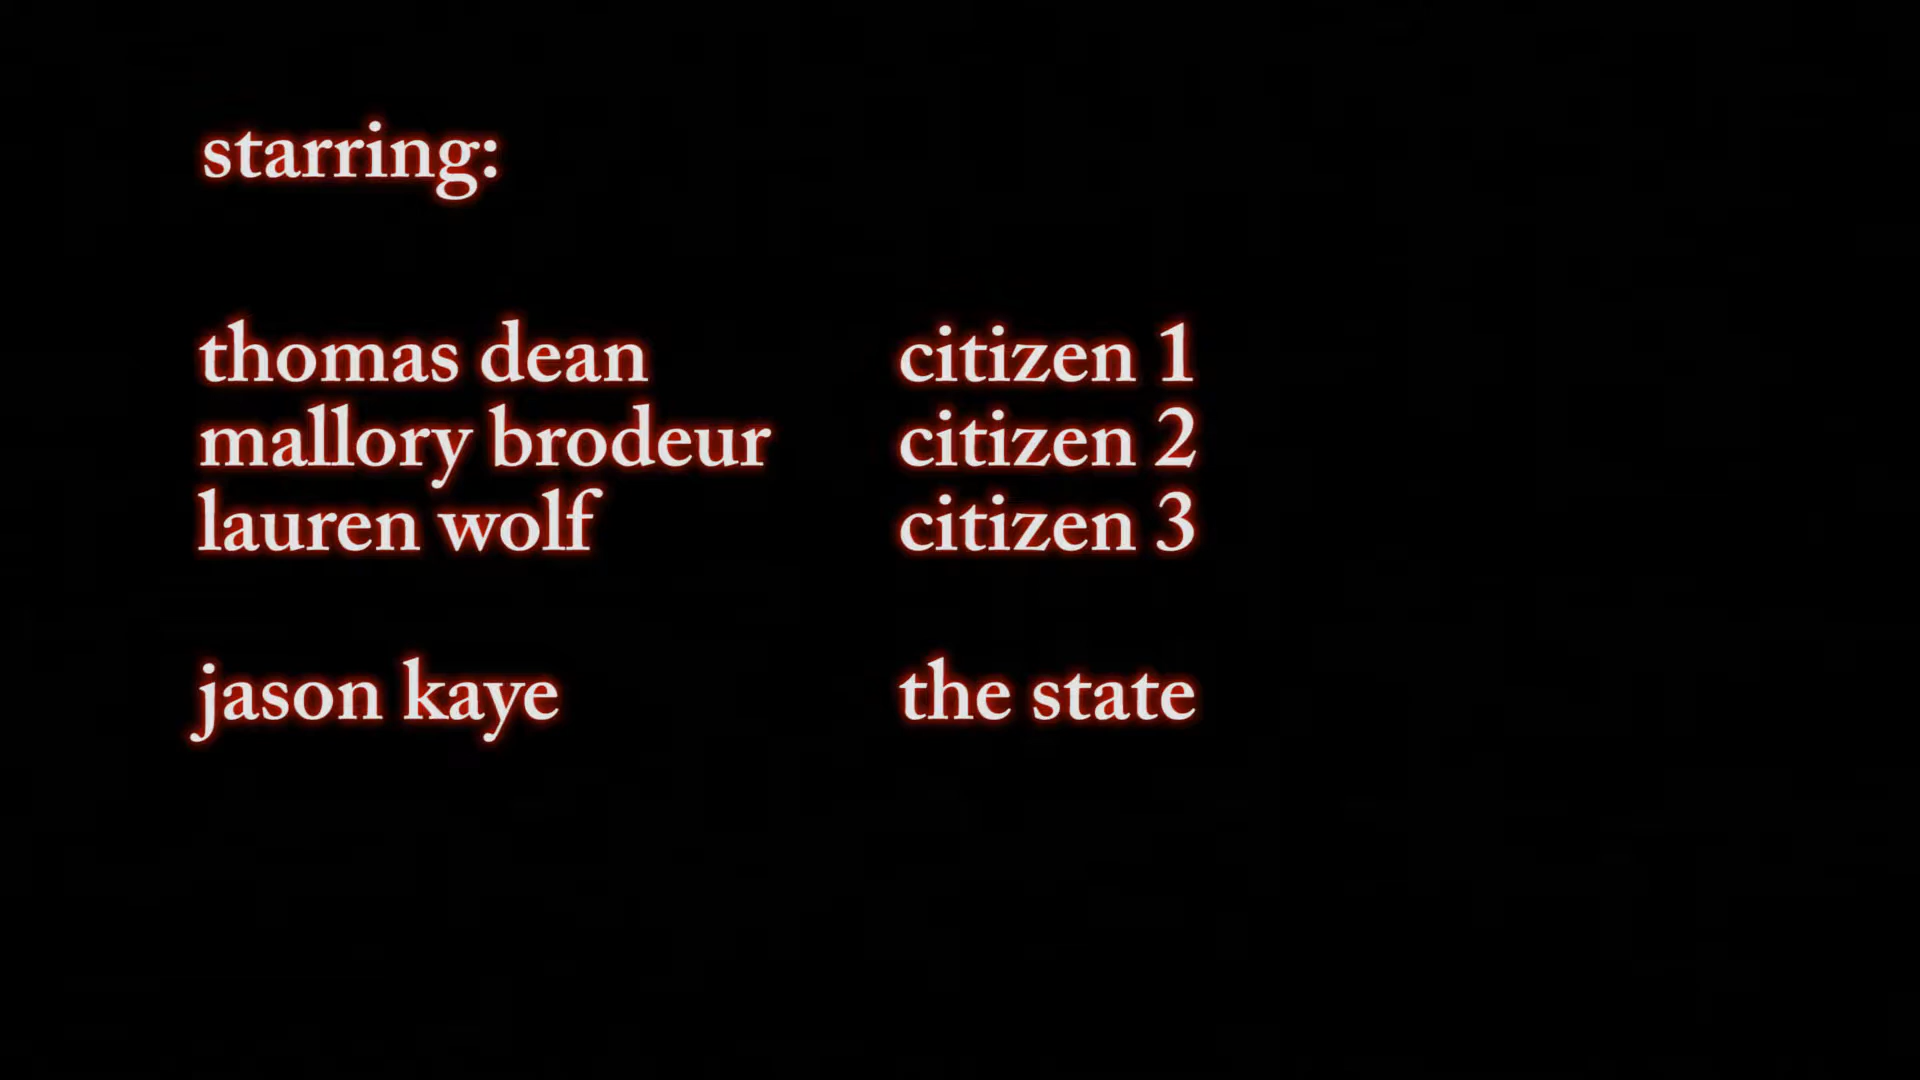 starring:
thomas dean citizen 1
mallory brodeur citizen 2
lauren wolf citizen 3
jason kaye the state